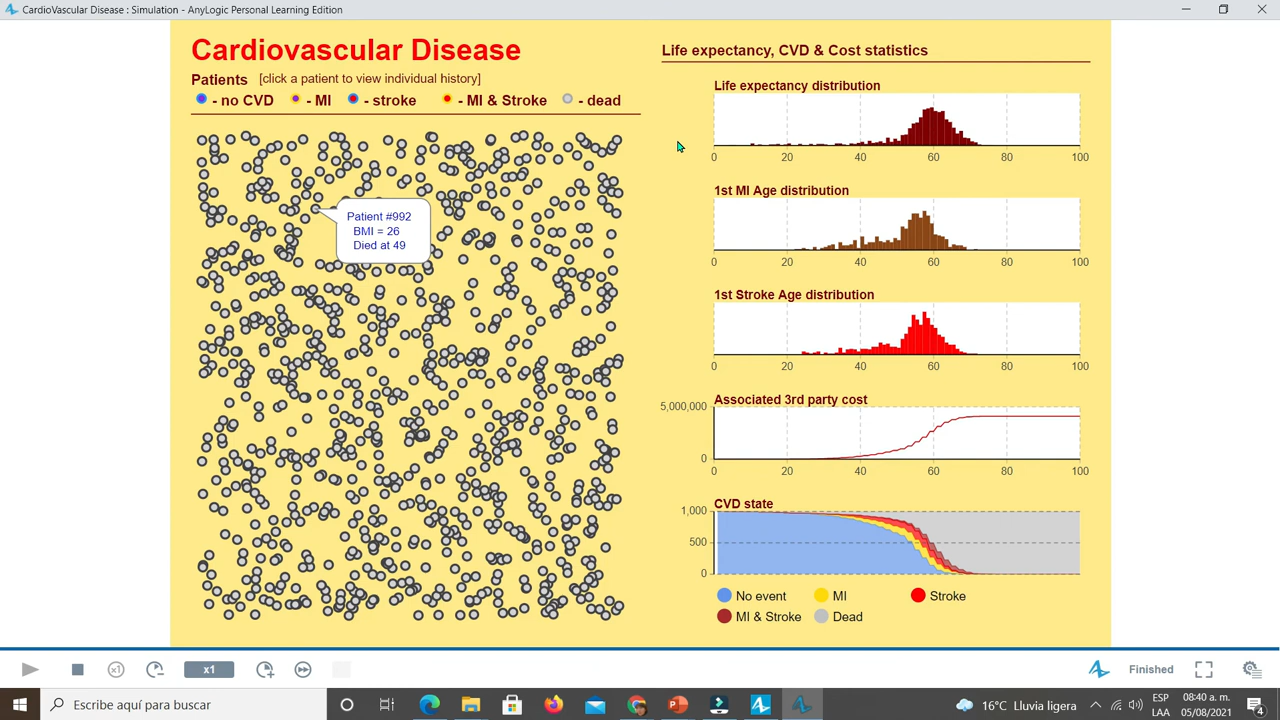 CardioVascular Disease : Simulation - AnyLogic Personal Learning Edition
Cardiovascular Disease
Patients [click a patient to view individual history]
- no CVD - MI - stroke - MI & Stroke - dead
Patient #992
BMI = 26
Died at 49
Life expectancy, CVD & Cost statistics
Life expectancy distribution
0 20 40 60 80 100
1st MI Age distribution
0 20 40 60 80 100
1st Stroke Age distribution
0 20 40 60 80 100
Associated 3rd party cost
5,000,000
0
0 20 40 60 80 100
CVD state
1,000
500
0
No event MI Stroke
MI & Stroke Dead
x1 x1 Finished
Escribe aquí para buscar
16°C Lluvia ligera
ESP
LAA
08:40 a. m.
05/08/2021
4